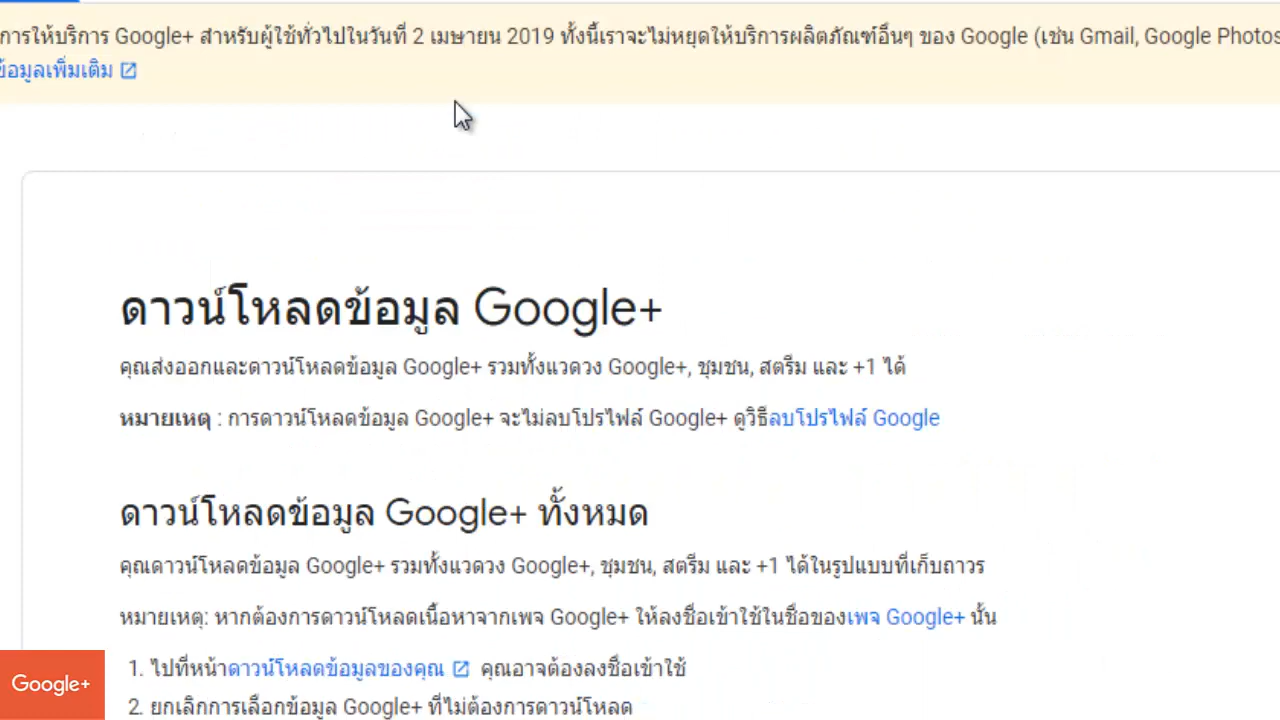 การให้บริการ Google+ สำหรับผู้ใช้ทั่วไปในวันที่ 2 เมษายน 2019 ทั้งนี้เราจะไม่หยุดให้บริการผลิตภัณฑ์อื่นๆ ของ Google (เช่น Gmail, Google Photos
ข้อมูลเพิ่มเติม
ดาวน์โหลดข้อมูล Google+
คุณส่งออกและดาวน์โหลดข้อมูล Google+ รวมทั้งแวดวง Google+, ชุมชน, สตรีม และ +1 ได้
หมายเหตุ : การดาวน์โหลดข้อมูล Google+ จะไม่ลบโปรไฟล์ Google+ ดูวิธีลบโปรไฟล์ Google
ดาวน์โหลดข้อมูล Google+ ทั้งหมด
คุณดาวน์โหลดข้อมูล Google+ รวมทั้งแวดวง Google+, ชุมชน, สตรีม และ +1 ได้ในรูปแบบที่เก็บถาวร
หมายเหตุ: หากต้องการดาวน์โหลดเนื้อหาจากเพจ Google+ ให้ลงชื่อเข้าใช้ในชื่อของเพจ Google+ นั้น
1. ไปที่หน้าดาวน์โหลดข้อมูลของคุณ คุณอาจต้องลงชื่อเข้าใช้
2. ยกเลิกการเลือกข้อมูล Google+ ที่ไม่ต้องการดาวน์โหลด
Google+